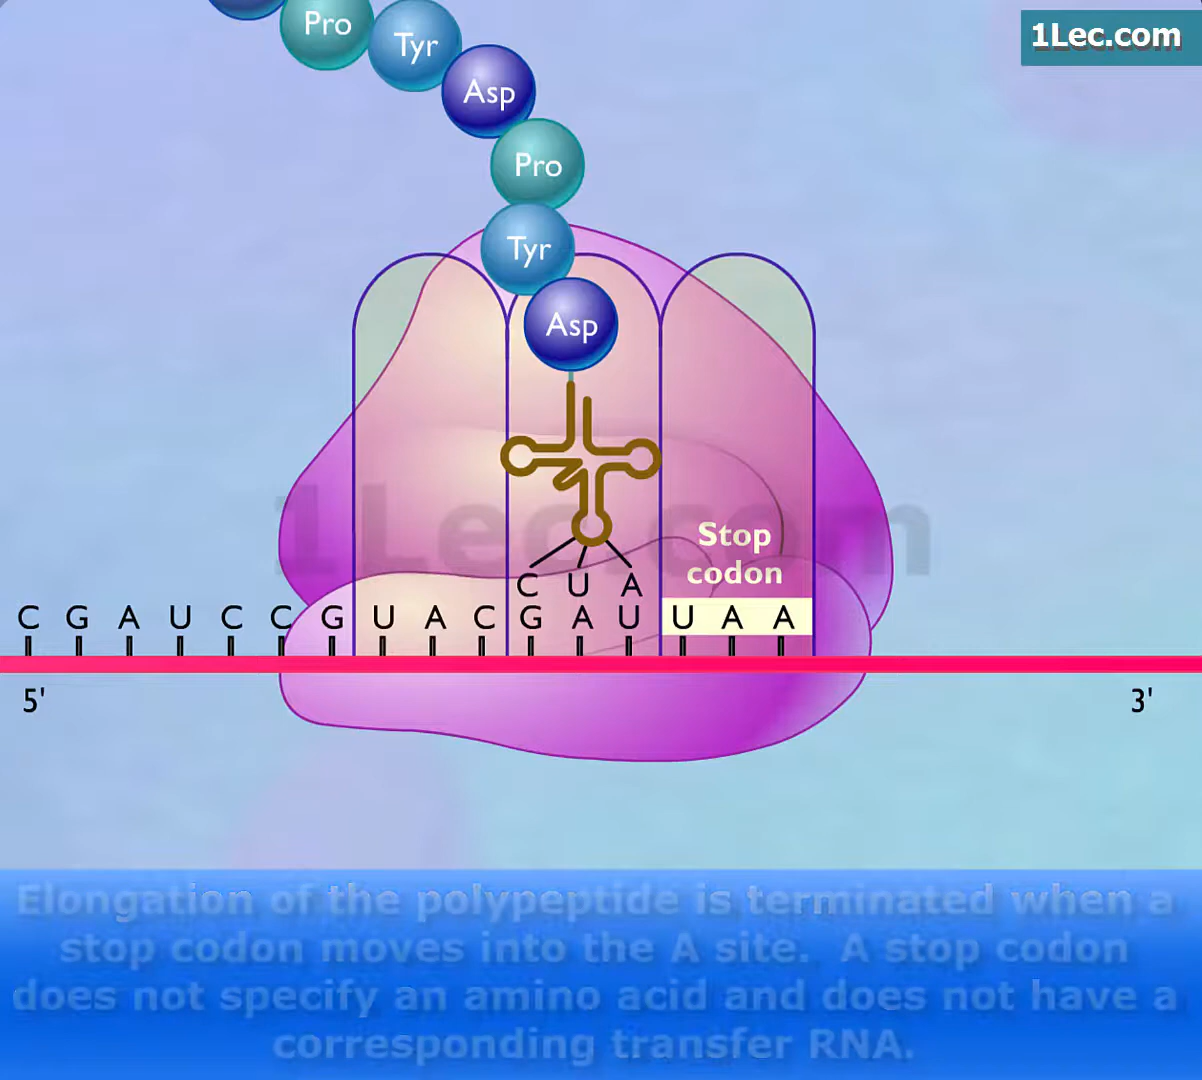 1Lec.com
Pro
Tyr
Asp
Pro
Tyr
Asp
1Lec.com
Stop
codon
C U A
C G A U C C G U A C G A U U A A
5' 3'
Elongation of the polypeptide is terminated when a
stop codon moves into the A site. A stop codon
does not specify an amino acid and does not have a
corresponding transfer RNA.